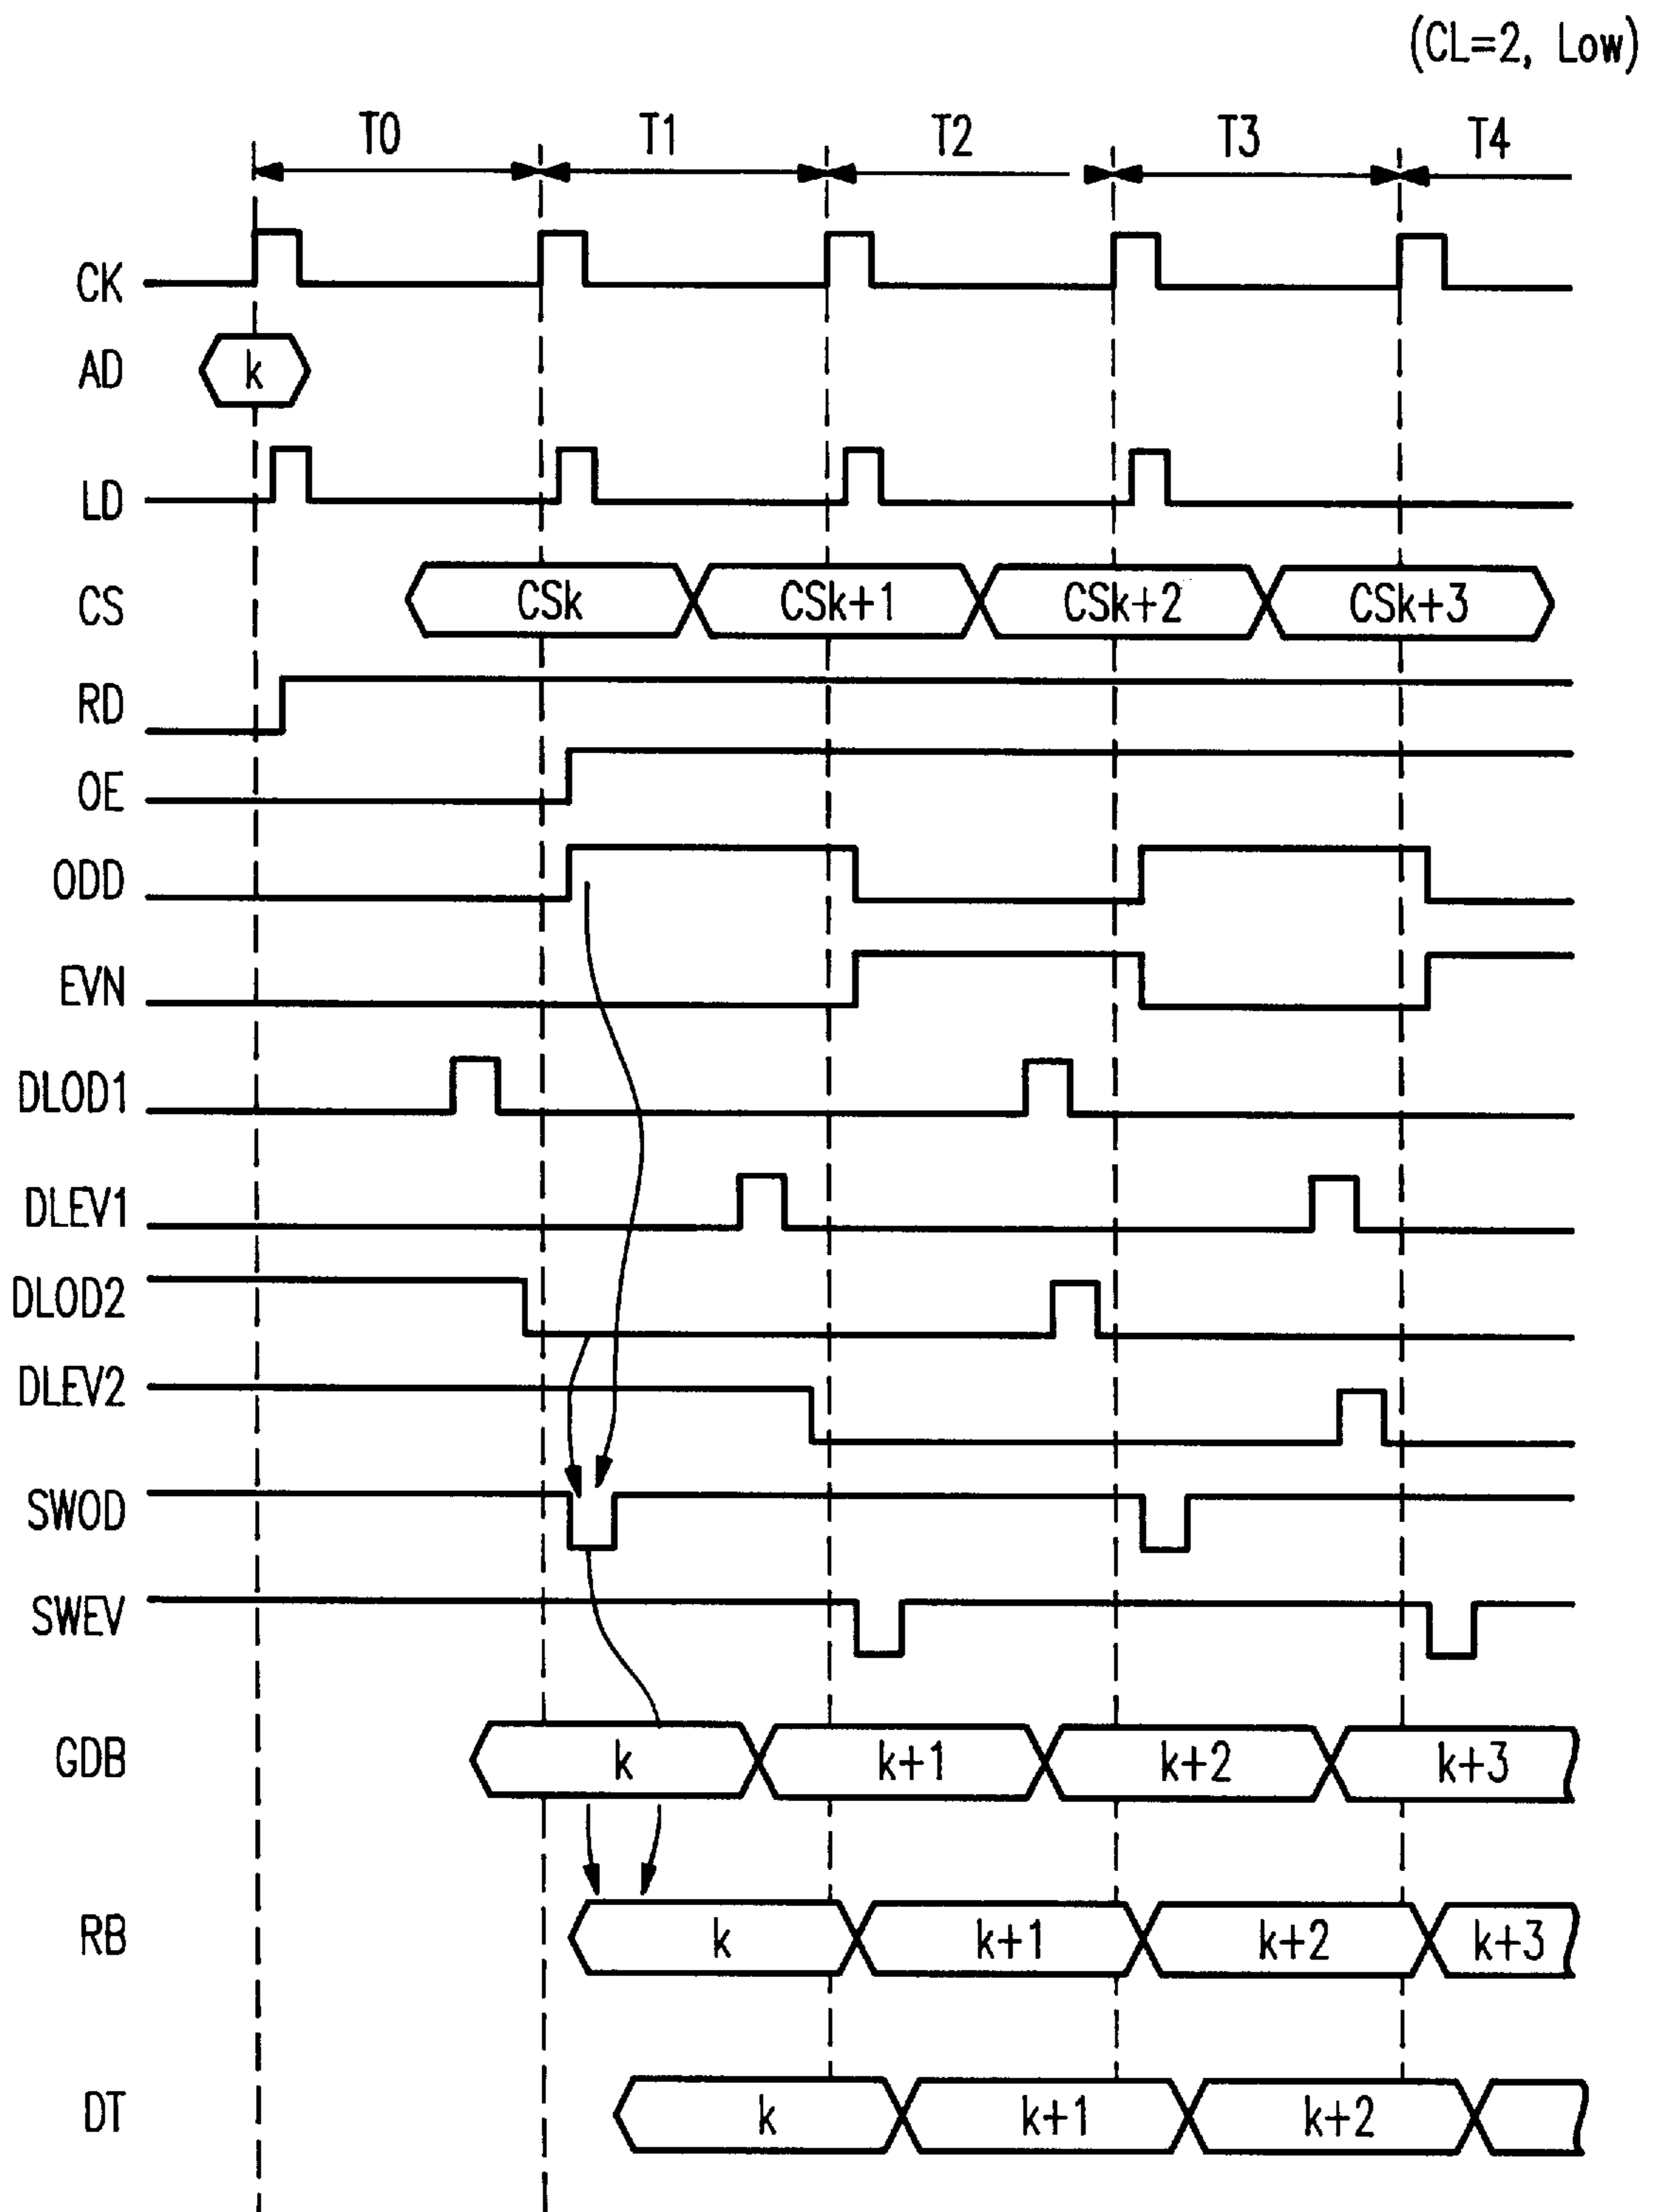 (CL=2, Low)
T0 T1 T2 T3 T4
CK
AD k
LD
CS CSk CSk+1 CSk+2 CSk+3
RD
OE
ODD
EVN
DLOD1
DLEV1
DLOD2
DLEV2
SWOD
SWEV
GDB k k+1 k+2 k+3
RB k k+1 k+2 k+3
DT k k+1 k+2